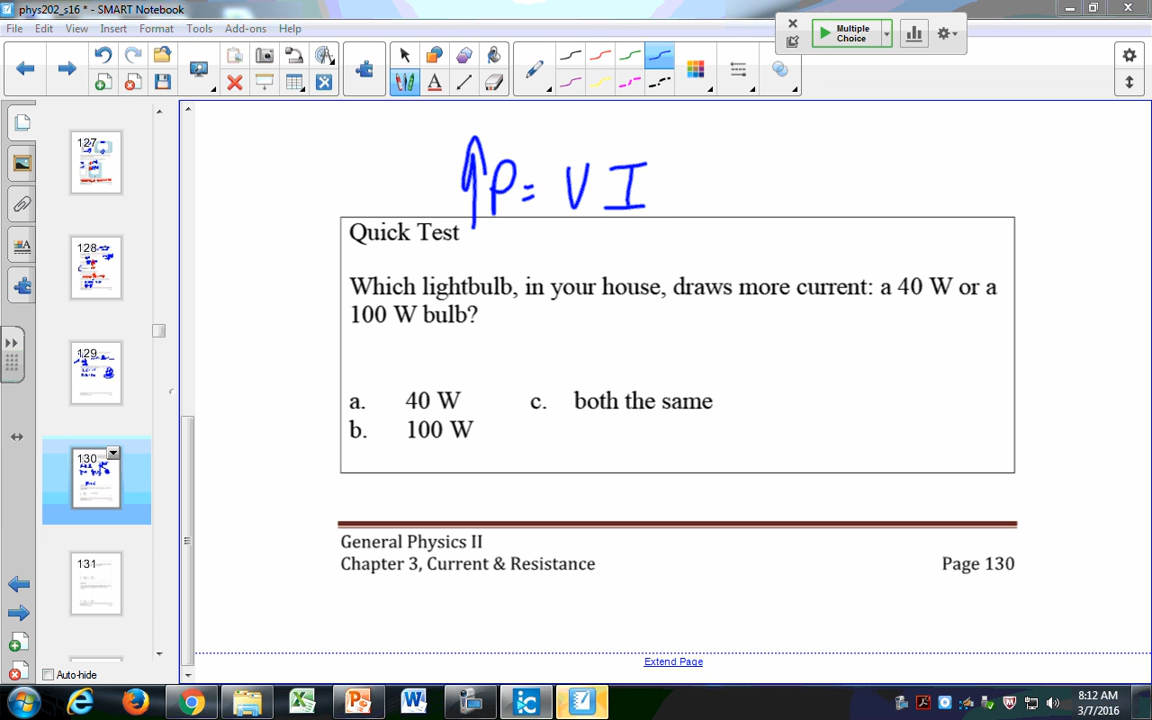 phys202_s16 * - SMART Notebook
File Edit View Insert Format Tools Add-ons Help
Multiple
Choice
127
128
129
130
131
P = V I
Quick Test
Which lightbulb, in your house, draws more current: a 40 W or a
100 W bulb?
a. 40 W c. both the same
b. 100 W
General Physics II
Chapter 3, Current & Resistance Page 130
Extend Page
Auto-hide
8:12 AM
3/7/2016